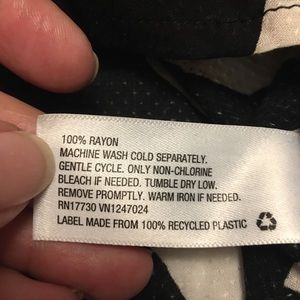 100% RAYON
MACHINE WASH COLD SEPARATELY.
GENTLE CYCLE. ONLY NON-CHLORINE
BLEACH IF NEEDED. TUMBLE DRY LOW.
REMOVE PROMPTLY. WARM IRON IF NEEDED.
RN17730 VN1247024
LABEL MADE FROM 100% RECYCLED PLASTIC